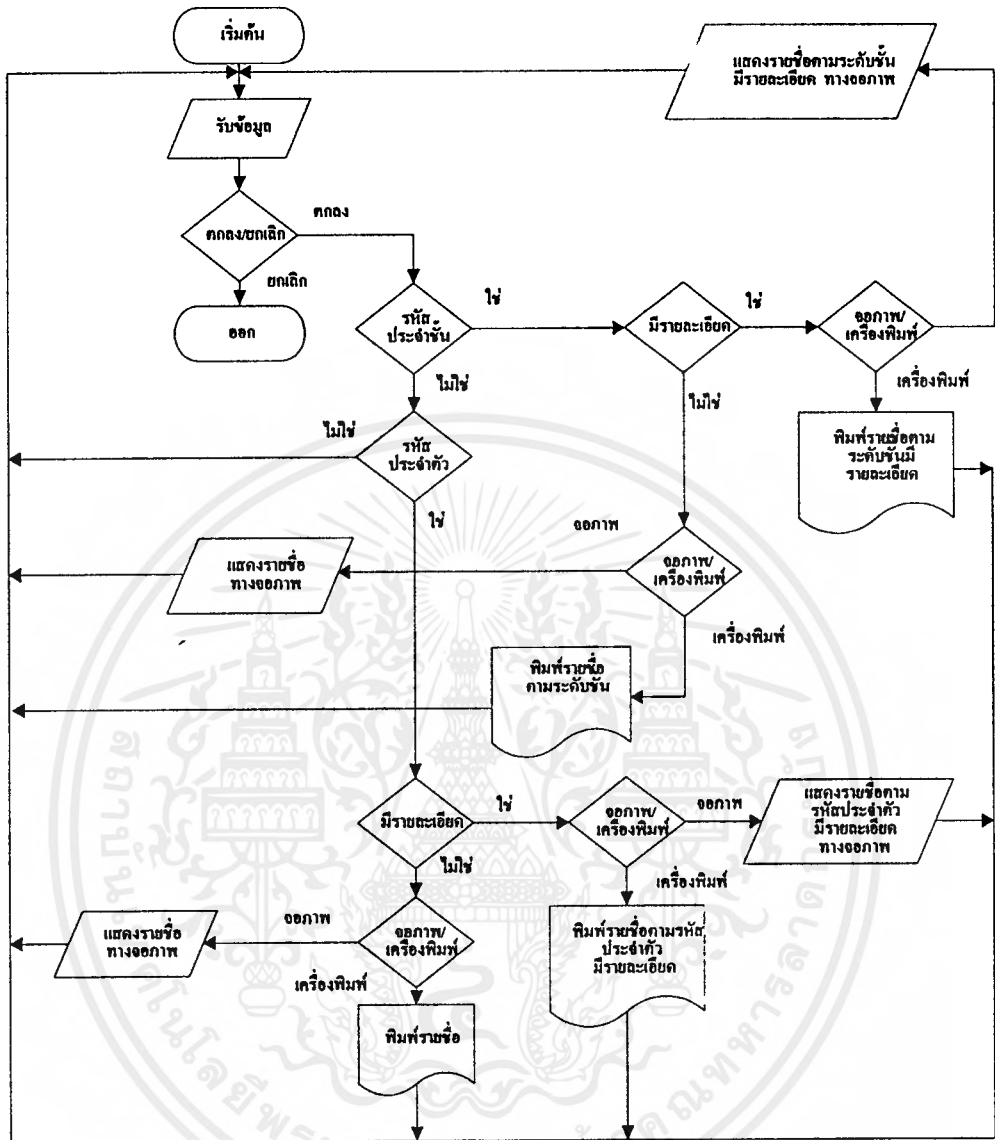 เริ่มต้น
แสดงรายชื่อตามระดับชั้น
มีรายละเอียด ทางจอภาพ
รับข้อมูล
ตกลง
ตกลง/ยกเลิก
ยกเลิก
ออก
รหัส
ประจำชั้น
ใช่
มีรายละเอียด
ใช่
จอภาพ/
เครื่องพิมพ์
ไม่ใช่
ไม่ใช่
เครื่องพิมพ์
ไม่ใช่
รหัส
ประจำตัว
พิมพ์รายชื่อตาม
ระดับชั้นมี
รายละเอียด
ใช่
จอภาพ
แสดงรายชื่อ
ทางจอภาพ
จอภาพ/
เครื่องพิมพ์
เครื่องพิมพ์
พิมพ์รายชื่อ
ตามระดับชั้น
มีรายละเอียด
ใช่
จอภาพ/
เครื่องพิมพ์
จอภาพ
แสดงรายชื่อตาม
รหัสประจำตัว
มีรายละเอียด
ทางจอภาพ
ไม่ใช่
เครื่องพิมพ์
แสดงรายชื่อ
ทางจอภาพ
จอภาพ
จอภาพ/
เครื่องพิมพ์
พิมพ์รายชื่อตามรหัส
ประจำตัว
มีรายละเอียด
เครื่องพิมพ์
พิมพ์รายชื่อ